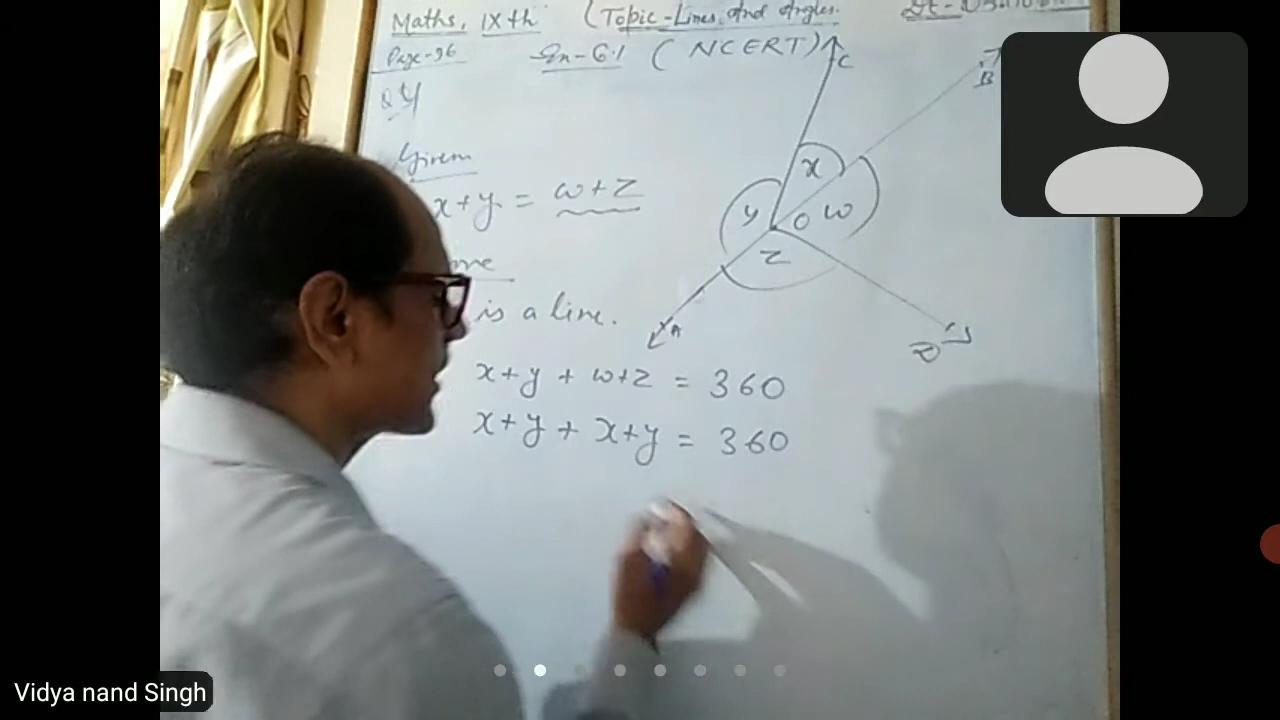 Maths, IXth (Topic-Lines and Angles.
Page-96 Ex-6.1 (NCERT)
Q4
Given
x+y = w+z
is a line.
x+y + w+z = 360
x+y + x+y = 360
C
B
x
y
O
w
z
A
D
Vidya nand Singh